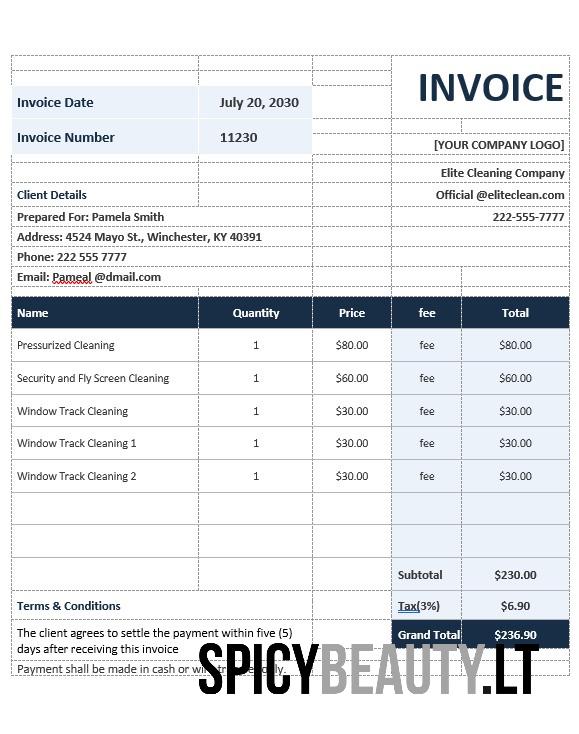 INVOICE
Invoice Date July 20, 2030
Invoice Number 11230
[YOUR COMPANY LOGO]
Elite Cleaning Company
Client Details Official @eliteclean.com
Prepared For: Pamela Smith 222-555-7777
Address: 4524 Mayo St., Winchester, KY 40391
Phone: 222 555 7777
Email: Pameal @dmail.com
Name Quantity Price fee Total
Pressurized Cleaning 1 $80.00 fee $80.00
Security and Fly Screen Cleaning 1 $60.00 fee $60.00
Window Track Cleaning 1 $30.00 fee $30.00
Window Track Cleaning 1 1 $30.00 fee $30.00
Window Track Cleaning 2 1 $30.00 fee $30.00
Subtotal $230.00
Terms & Conditions Tax(3%) $6.90
The client agrees to settle the payment within five (5) Grand Total $236.90
days after receiving this invoice
Payment shall be made in cash or only.
SPICYBEAUTY.LT